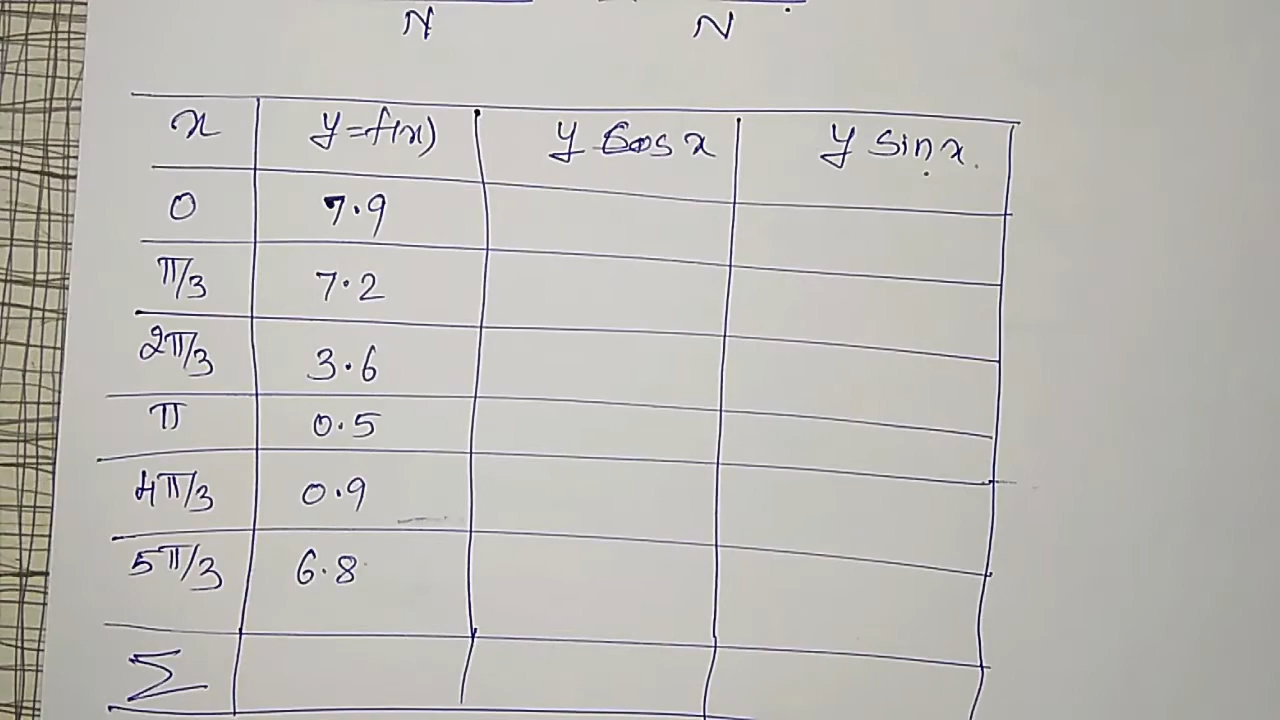 N N
x y=f(x) y Cos x y Sin x
0 7.9
π/3 7.2
2π/3 3.6
π 0.5
4π/3 0.9
5π/3 6.8
Σ